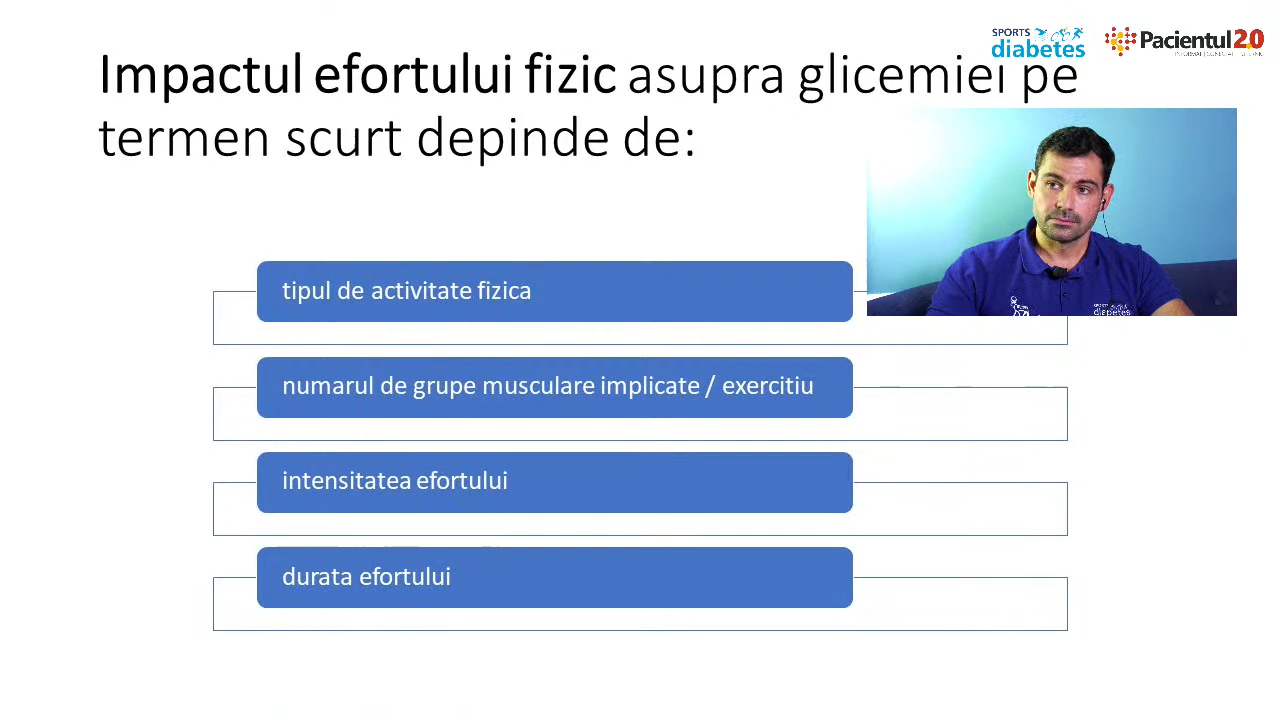 SPORTS
diabetes
Pacientul 2.0
Impactul efortului fizic asupra glicemiei pe
termen scurt depinde de:
tipul de activitate fizica
numarul de grupe musculare implicate / exercitiu
intensitatea efortului
durata efortului
diabetes